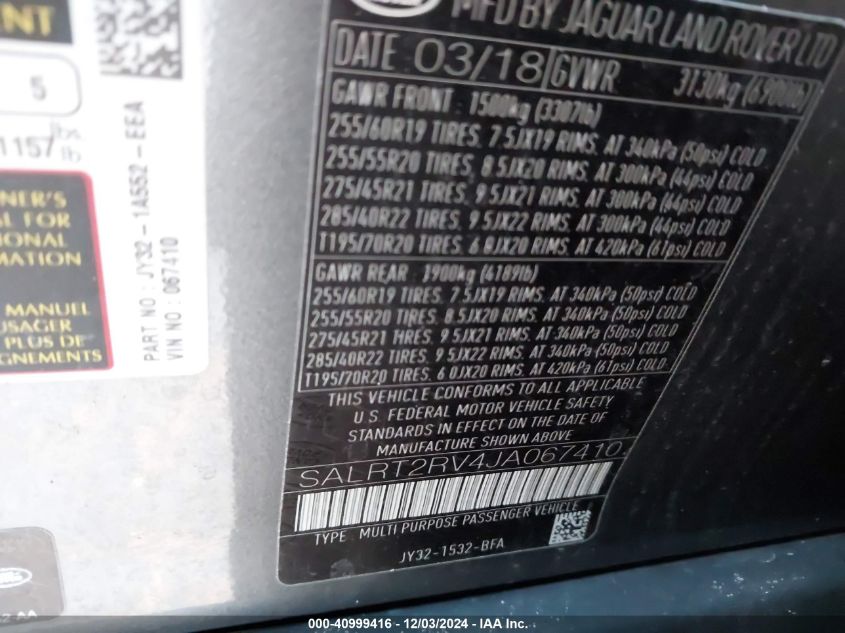 MFD BY JAGUAR LAND ROVER LTD
DATE 03/18 GVWR 3130kg (6900lb)
GAWR FRONT 1500kg (3307lb)
255/60R19 TIRES. 7.5JX19 RIMS. AT 340kPa (50psi) COLD
255/55R20 TIRES. 8.5JX20 RIMS. AT 300kPa (44psi) COLD
275/45R21 TIRES. 9.5JX21 RIMS. AT 300kPa (44psi) COLD
285/40R22 TIRES. 9.5JX22 RIMS. AT 300kPa (44psi) COLD
T195/70R20 TIRES. 6.0JX20 RIMS. AT 420kPa (61psi) COLD
GAWR REAR 1900kg (4189lb)
255/60R19 TIRES. 7.5JX19 RIMS. AT 340kPa (50psi) COLD
255/55R20 TIRES. 8.5JX20 RIMS. AT 340kPa (50psi) COLD
275/45R21 TIRES. 9.5JX21 RIMS. AT 340kPa (50psi) COLD
285/40R22 TIRES. 9.5JX22 RIMS. AT 340kPa (50psi) COLD
T195/70R20 TIRES. 6.0JX20 RIMS. AT 420kPa (61psi) COLD
THIS VEHICLE CONFORMS TO ALL APPLICABLE
U.S. FEDERAL MOTOR VEHICLE SAFETY
STANDARDS IN EFFECT ON THE DATE OF
MANUFACTURE SHOWN ABOVE
SALRT2RV4JA067410
TYPE MULTI PURPOSE PASSENGER VEHICLE
JY32-1532-BFA
ENT
5
1157 lbs
lb
NER'S
AL FOR
IONAL
RMATION
MANUEL
USAGER
PLUS DE
GNEMENTS
PART NO: JY32-1A552-EEA
VIN NO: 067410
AA
000-40999416 - 12/03/2024 - IAA Inc.